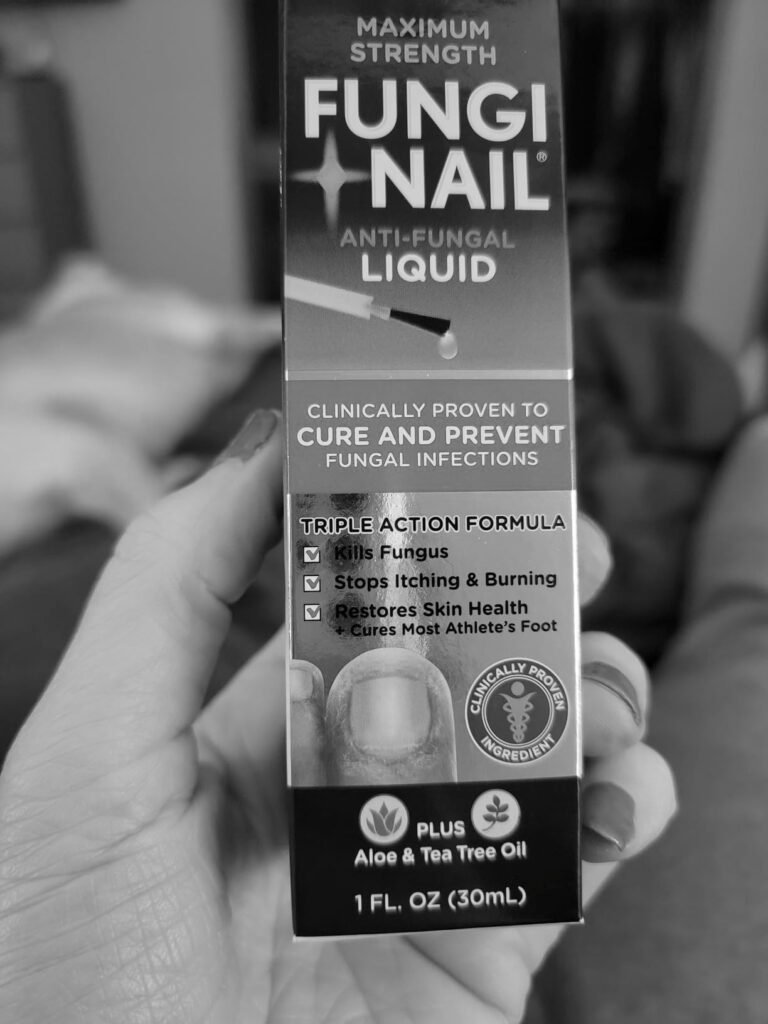 MAXIMUM
STRENGTH
FUNGI
NAIL®
ANTI-FUNGAL
LIQUID
CLINICALLY PROVEN TO
CURE AND PREVENT
FUNGAL INFECTIONS
TRIPLE ACTION FORMULA
Kills Fungus
Stops Itching & Burning
Restores Skin Health
+ Cures Most Athlete's Foot
CLINICALLY PROVEN
INGREDIENT
PLUS
Aloe & Tea Tree Oil
1 FL. OZ (30mL)